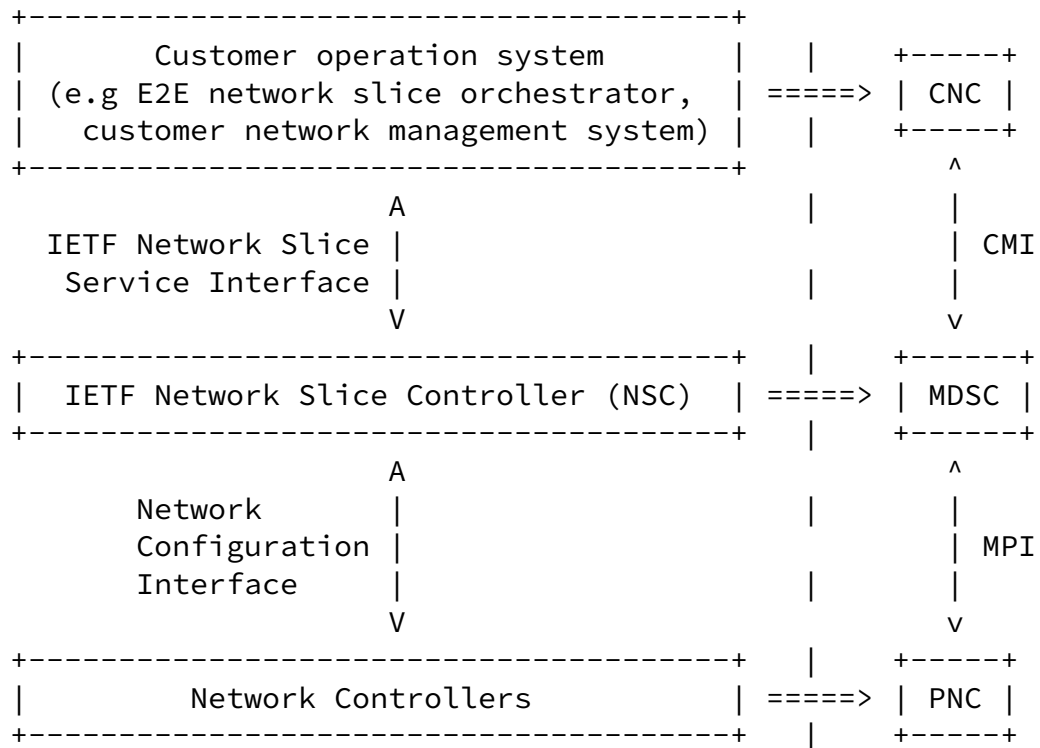 Customer operation system
(e.g E2E network slice orchestrator, =====> CNC
customer network management system)
A ^
IETF Network Slice CMI
Service Interface
V v
IETF Network Slice Controller (NSC) =====> MDSC
A ^
Network
Configuration MPI
Interface
V v
Network Controllers =====> PNC